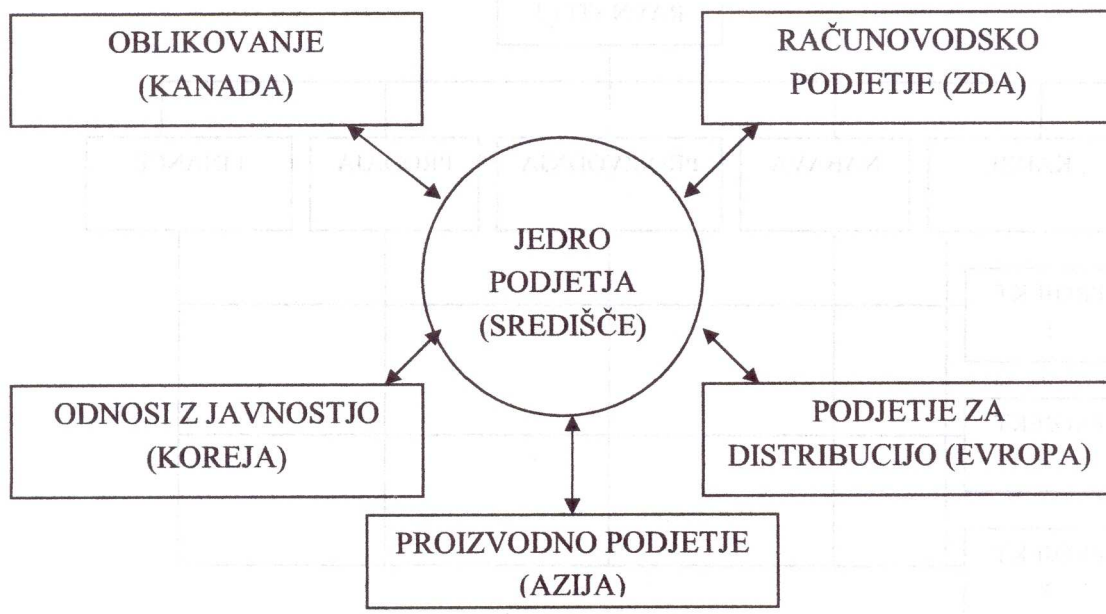 OBLIKOVANJE
(KANADA)
RAČUNOVODSKO
PODJETJE (ZDA)
JEDRO
PODJETJA
(SREDIŠČE)
ODNOSI Z JAVNOSTJO
(KOREJA)
PODJETJE ZA
DISTRIBUCIJO (EVROPA)
PROIZVODNO PODJETJE
(AZIJA)